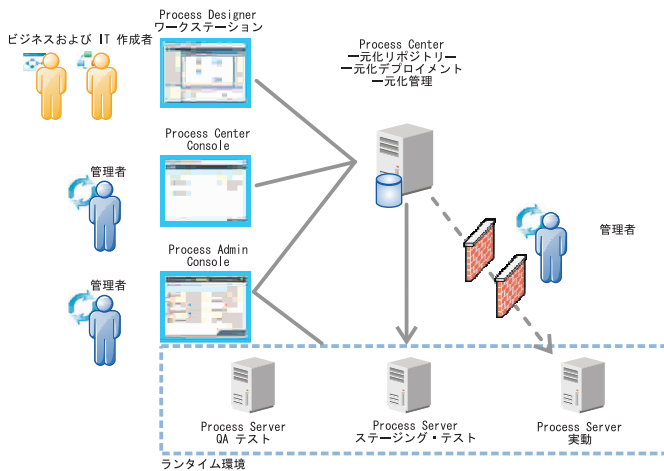 Process Designer
ワークステーション
ビジネスおよび IT 作成者
Process Center
一元化リポジトリー
一元化デプロイメント
一元化管理
Process Center
Console
管理者
管理者
Process Admin
Console
管理者
Process Server
QA テスト
Process Server
ステージング・テスト
Process Server
実動
ランタイム環境